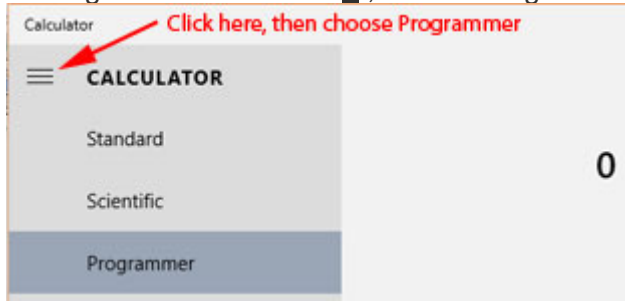 Calculator
Click here, then choose Programmer
CALCULATOR
Standard
0
Scientific
Programmer